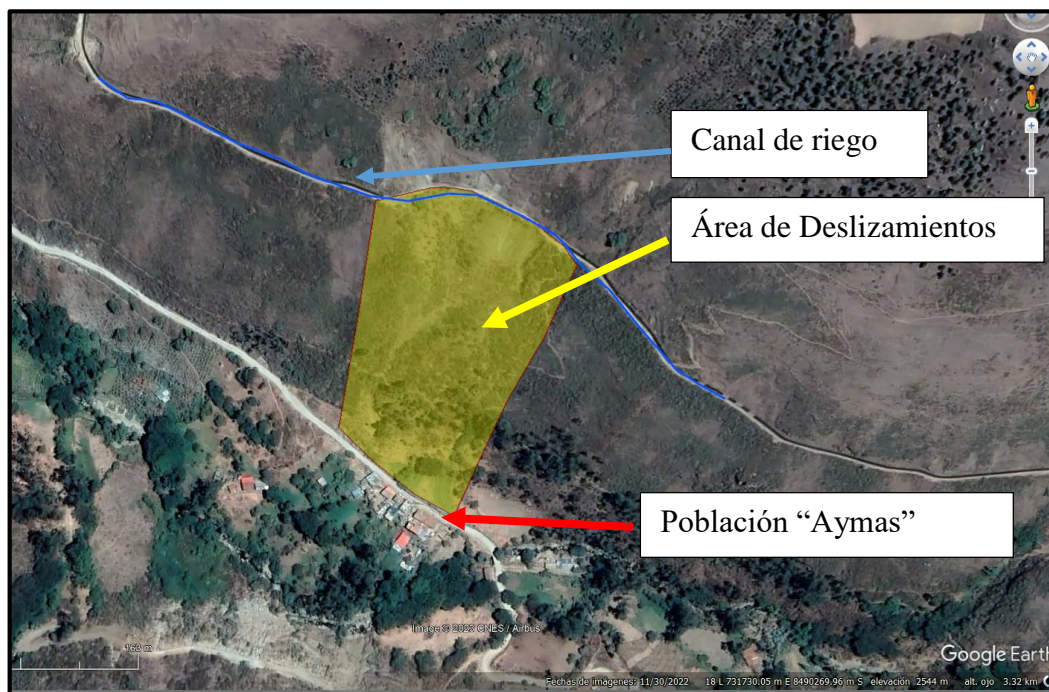 Canal de riego
Área de Deslizamientos
Población “Aymas”
Image © 2023 CNES / Airbus
163 m
Google Earth
Fechas de imágenes: 11/30/2022 18 L 731730.05 m E 8490269.96 m S elevación 2544 m alt. ojo 3.32 km